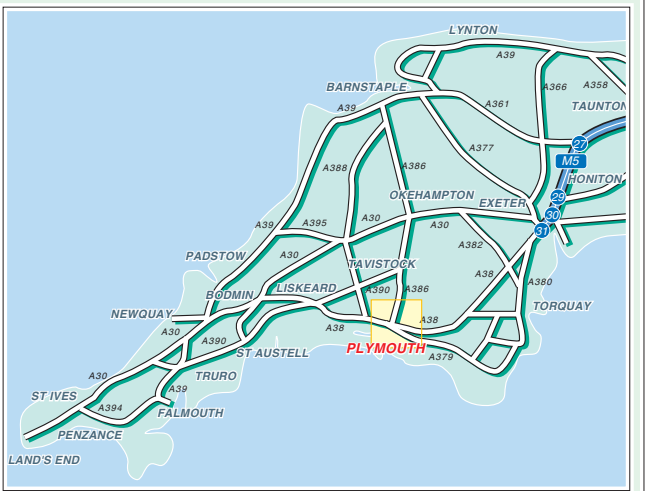 LYNTON
A39
A366
A358
BARNSTAPLE
A39
A361
TAUNTON
A377
27
M5
A388
A386
HONITON
29
OKEHAMPTON
EXETER
30
A39
A395
A30
A30
31
A382
PADSTOW
A30
TAVISTOCK
A38
A380
BODMIN
LISKEARD
A390
A386
NEWQUAY
TORQUAY
A30
A390
A38
A38
ST AUSTELL
PLYMOUTH
A379
A30
TRURO
ST IVES
A39
A394
FALMOUTH
PENZANCE
LAND'S END